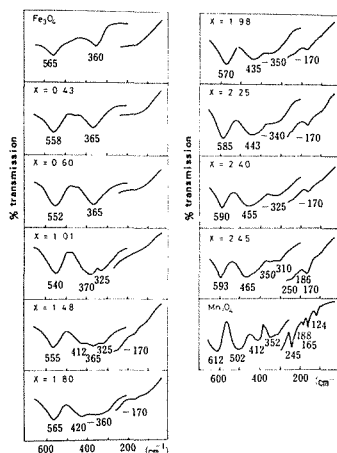 Fe₃O₄
565 360
X = 0 43
558 365
X = 0 60
552 365
X = 1 01
540 370 325
X = 1 48
555 412 365 325 -170
X = 1 80
565 420 -360 -170
600 400 200 (cm⁻¹)
% transmission
% transmission
X = 1 98
570 435 -350 -170
X = 2 25
585 443 -340 -170
X = 2 40
590 455 -325 -170
X = 2 45
593 465 350 310 250 186 170
Mn₃O₄
612 502 412 352 245 188 165 124
600 400 200 (cm⁻¹
% transmission
% transmission